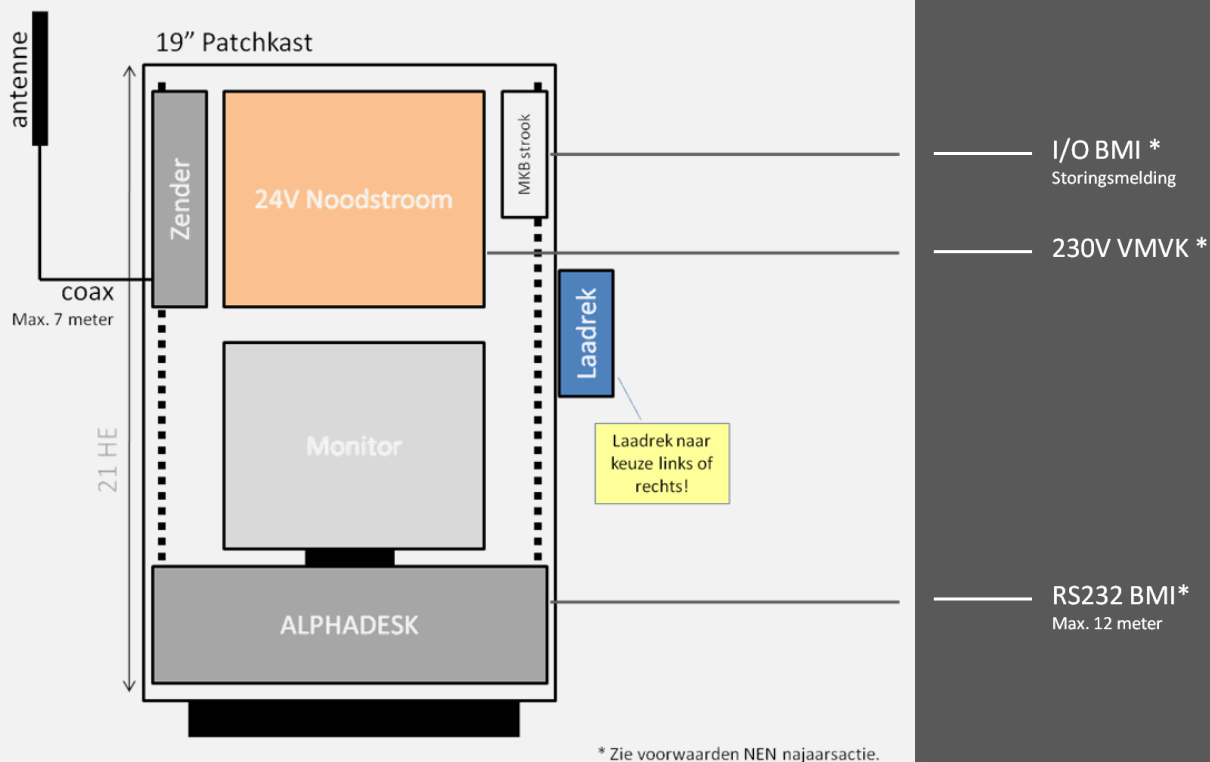 antenne
19” Patchkast
Zender
24V Noodstroom
MKB strook
I/O BMI *
Storingsmelding
230V VMVK *
coax
Max. 7 meter
Laadrek
21 HE
Monitor
Laadrek naar
keuze links of
rechts!
ALPHADESK
RS232 BMI*
Max. 12 meter
* Zie voorwaarden NEN najaarsactie.